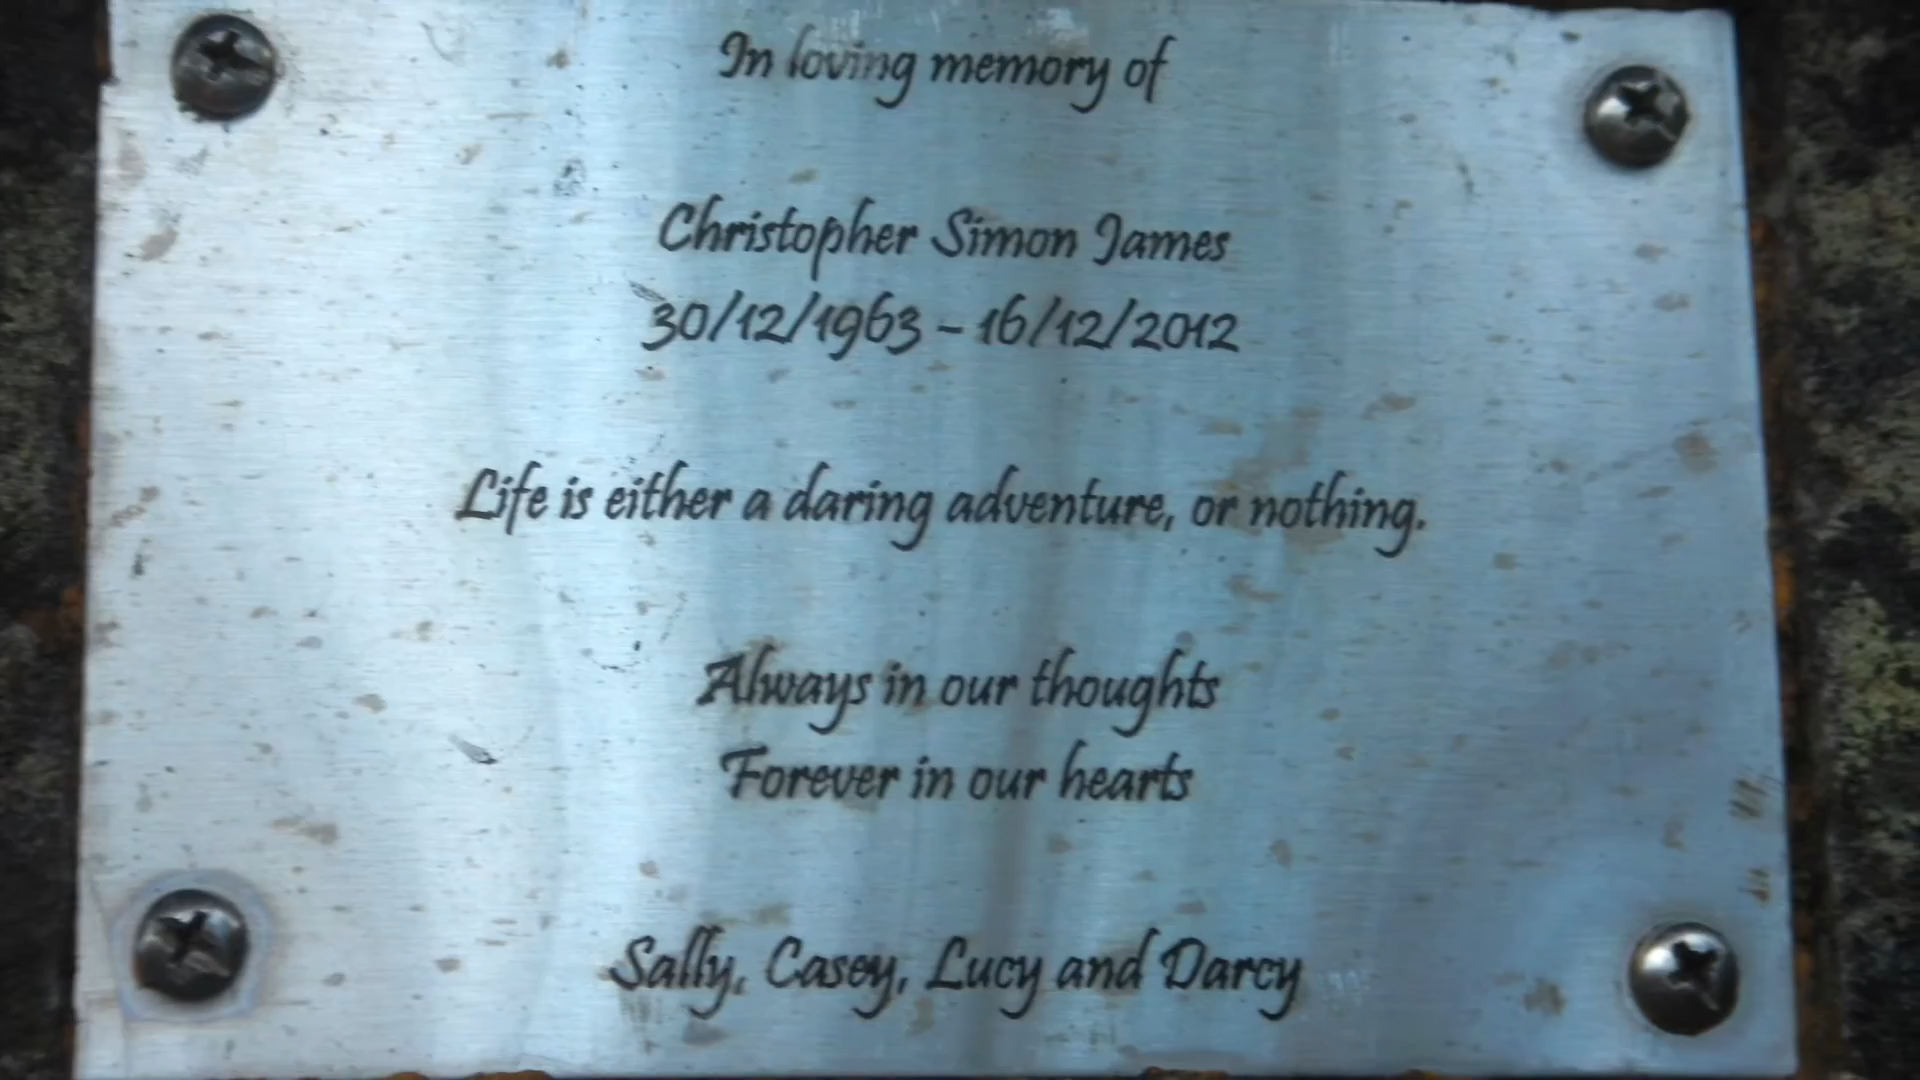 In loving memory of
Christopher Simon James
30/12/1963 - 16/12/2012
Life is either a daring adventure, or nothing.
Always in our thoughts
Forever in our hearts
Sally, Casey, Lucy and Darcy